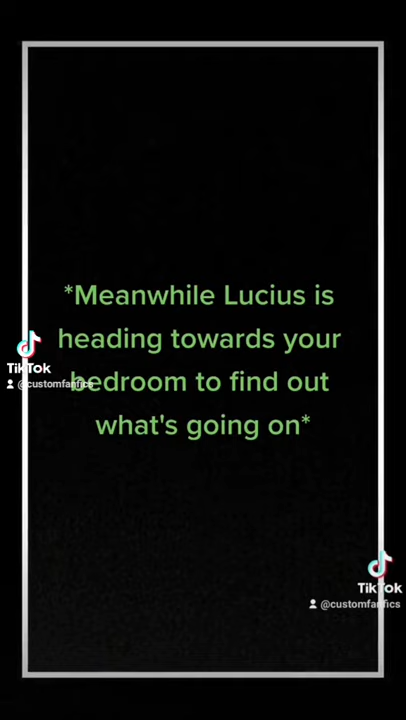 *Meanwhile Lucius is
heading towards your
bedroom to find out
what's going on*
TikTok
@customfanfics
TikTok
@customfanfics